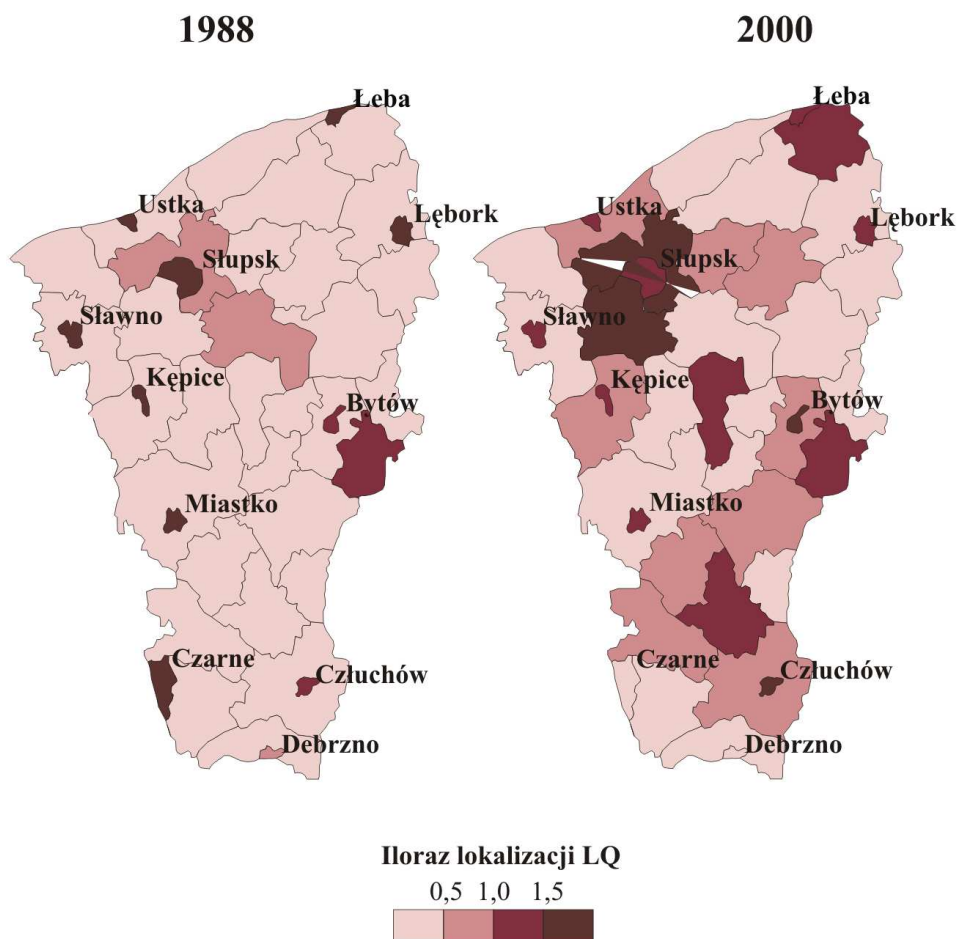 1988
2000
Łeba
Ustka
Lębork
Słupsk
Sławno
Kępice
Bytów
Miastko
Czarne
Człuchów
Debrzno
Łeba
Ustka
Lębork
Słupsk
Sławno
Kępice
Bytów
Miastko
Czarne
Człuchów
Debrzno
Iloraz lokalizacji LQ
0,5 1,0 1,5